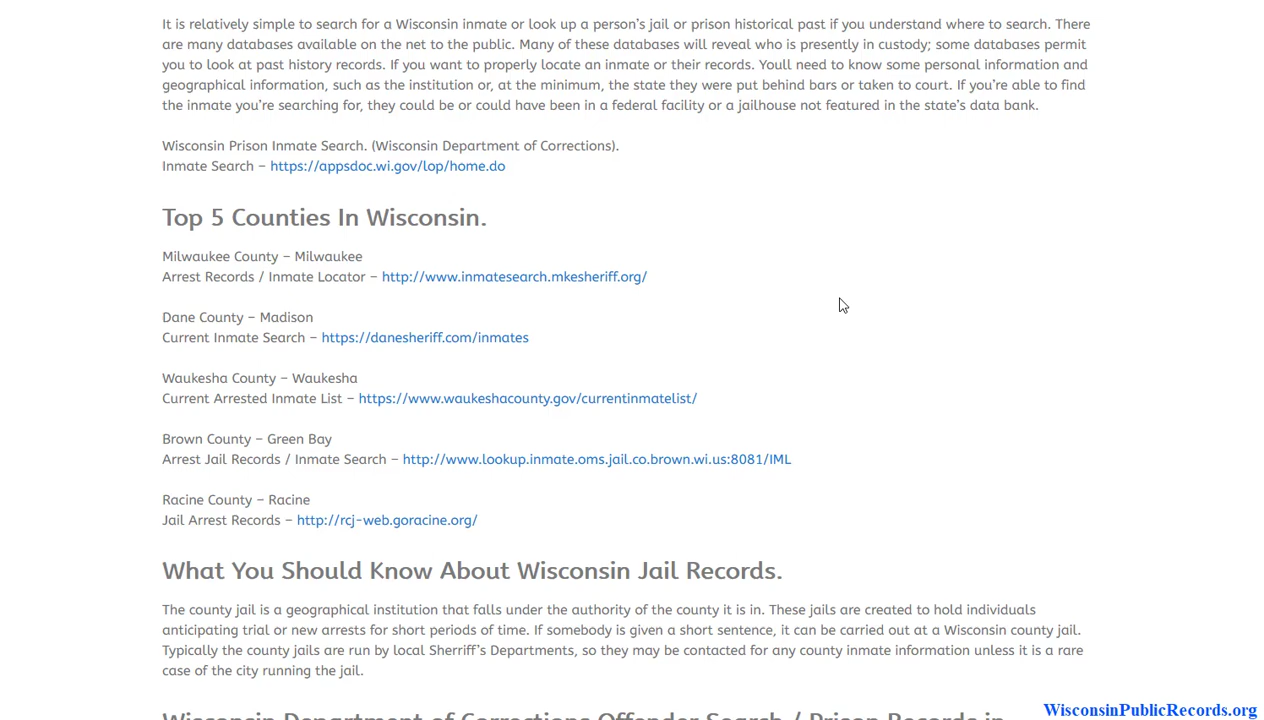 It is relatively simple to search for a Wisconsin inmate or look up a person's jail or prison historical past if you understand where to search. There
are many databases available on the net to the public. Many of these databases will reveal who is presently in custody; some databases permit
you to look at past history records. If you want to properly locate an inmate or their records. Youll need to know some personal information and
geographical information, such as the institution or, at the minimum, the state they were put behind bars or taken to court. If you're able to find
the inmate you're searching for, they could be or could have been in a federal facility or a jailhouse not featured in the state's data bank.
Wisconsin Prison Inmate Search. (Wisconsin Department of Corrections).
Inmate Search – https://appsdoc.wi.gov/lop/home.do
Top 5 Counties In Wisconsin.
Milwaukee County – Milwaukee
Arrest Records / Inmate Locator – http://www.inmatesearch.mkesheriff.org/
Dane County – Madison
Current Inmate Search – https://danesheriff.com/inmates
Waukesha County – Waukesha
Current Arrested Inmate List – https://www.waukeshacounty.gov/currentinmatelist/
Brown County – Green Bay
Arrest Jail Records / Inmate Search – http://www.lookup.inmate.oms.jail.co.brown.wi.us:8081/IML
Racine County – Racine
Jail Arrest Records – http://rcj-web.goracine.org/
What You Should Know About Wisconsin Jail Records.
The county jail is a geographical institution that falls under the authority of the county it is in. These jails are created to hold individuals
anticipating trial or new arrests for short periods of time. If somebody is given a short sentence, it can be carried out at a Wisconsin county jail.
Typically the county jails are run by local Sherriff's Departments, so they may be contacted for any county inmate information unless it is a rare
case of the city running the jail.
Wisconsin Department of Corrections Offender Search / Prison Records in
WisconsinPublicRecords.org